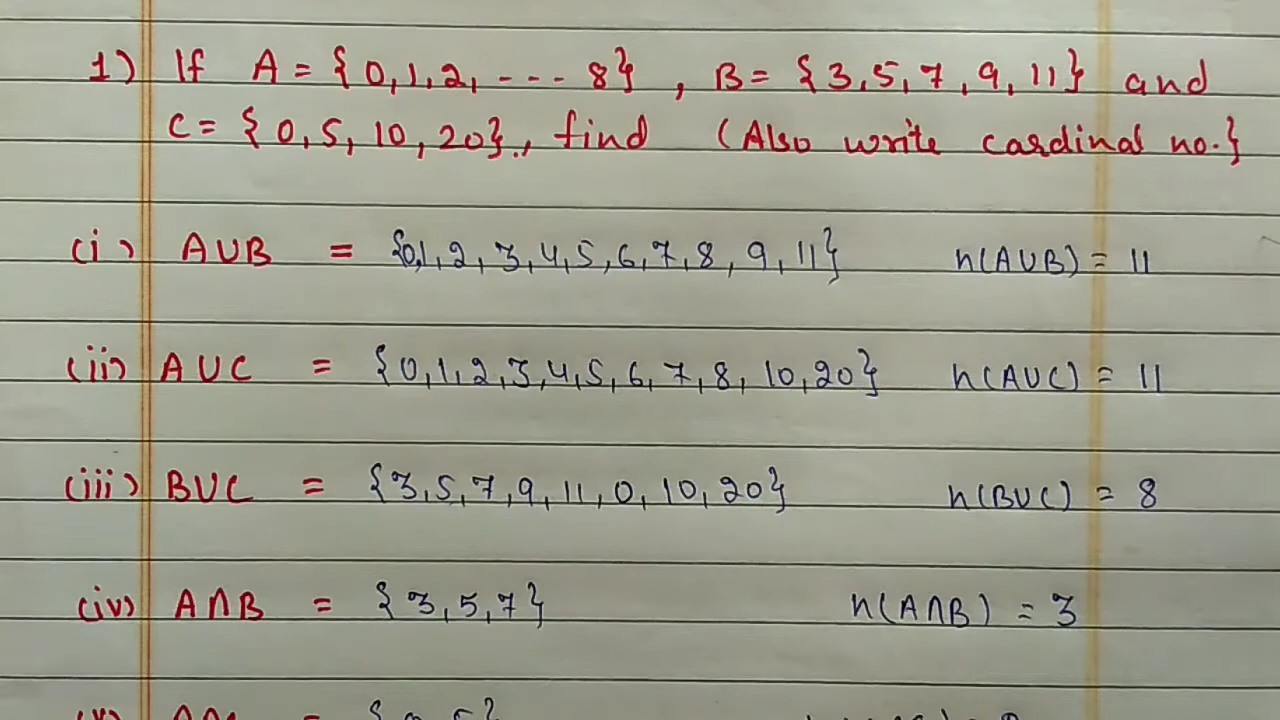 1) If A = {0,1,2, ---- 8} , B = {3,5,7,9,11} and
C = {0,5,10,20}., find (Also write cardinal no.}
(i) A∪B = {0,1,2,3,4,5,6,7,8,9,11} n(A∪B) = 11
(ii) A∪C = {0,1,2,3,4,5,6,7,8,10,20} n(A∪C) = 11
(iii) B∪C = {3,5,7,9,11,0,10,20} n(B∪C) = 8
(iv) A∩B = {3,5,7} n(A∩B) = 3